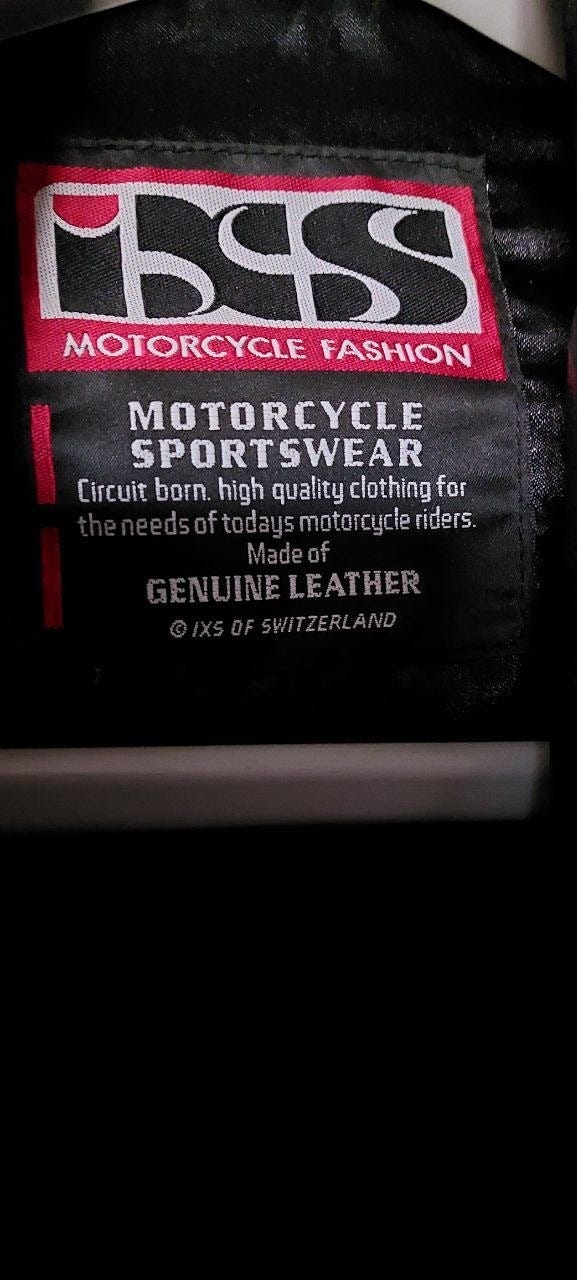 iXS
MOTORCYCLE FASHION
MOTORCYCLE
SPORTSWEAR
Circuit born. high quality clothing for
the needs of todays motorcycle riders.
Made of
GENUINE LEATHER
© IXS OF SWITZERLAND